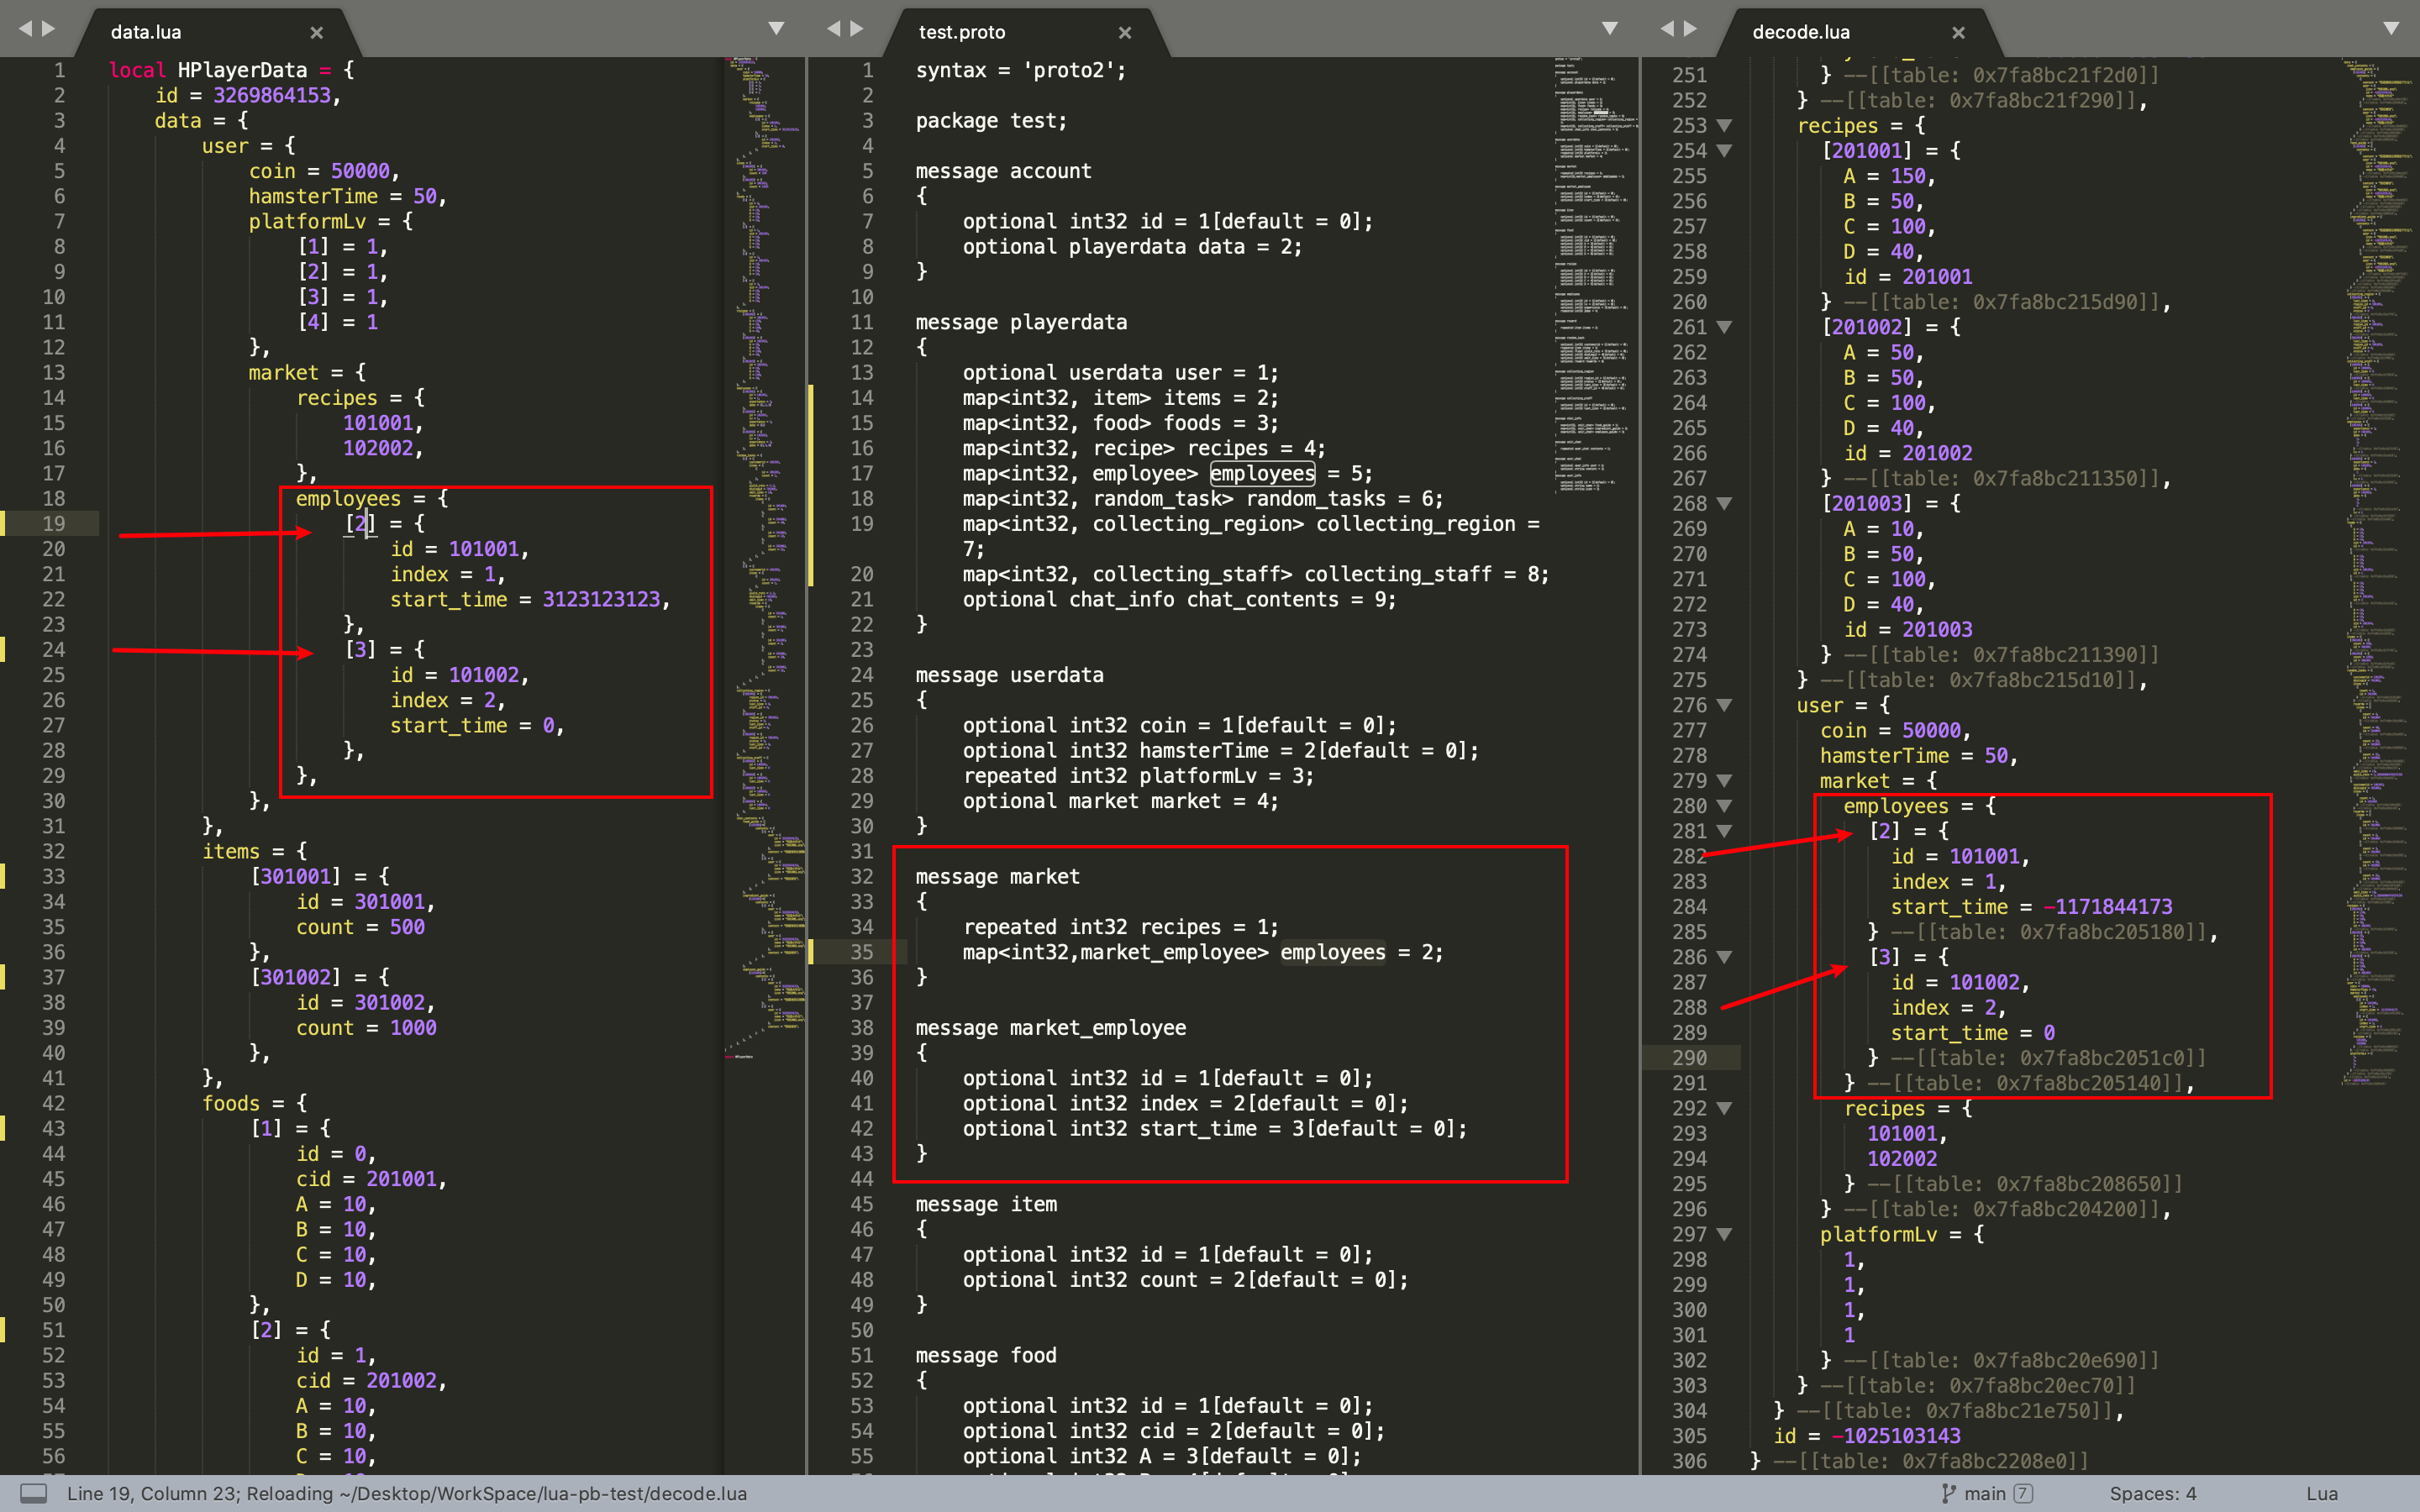 data.lua ×
1 local HPlayerData = {
2 id = 3269864153,
3 data = {
4 user = {
5 coin = 50000,
6 hamsterTime = 50,
7 platformLv = {
8 [1] = 1,
9 [2] = 1,
10 [3] = 1,
11 [4] = 1
12 },
13 market = {
14 recipes = {
15 101001,
16 102002,
17 },
18 employees = {
19 [2] = {
20 id = 101001,
21 index = 1,
22 start_time = 3123123123,
23 },
24 [3] = {
25 id = 101002,
26 index = 2,
27 start_time = 0,
28 },
29 },
30 },
31 },
32 items = {
33 [301001] = {
34 id = 301001,
35 count = 500
36 },
37 [301002] = {
38 id = 301002,
39 count = 1000
40 },
41 },
42 foods = {
43 [1] = {
44 id = 0,
45 cid = 201001,
46 A = 10,
47 B = 10,
48 C = 10,
49 D = 10,
50 },
51 [2] = {
52 id = 1,
53 cid = 201002,
54 A = 10,
55 B = 10,
56 C = 10,
test.proto ×
1 syntax = 'proto2';
2
3 package test;
4
5 message account
6 {
7 optional int32 id = 1[default = 0];
8 optional playerdata data = 2;
9 }
10
11 message playerdata
12 {
13 optional userdata user = 1;
14 map<int32, item> items = 2;
15 map<int32, food> foods = 3;
16 map<int32, recipe> recipes = 4;
17 map<int32, employee> employees = 5;
18 map<int32, random_task> random_tasks = 6;
19 map<int32, collecting_region> collecting_region =
7;
20 map<int32, collecting_staff> collecting_staff = 8;
21 optional chat_info chat_contents = 9;
22 }
23
24 message userdata
25 {
26 optional int32 coin = 1[default = 0];
27 optional int32 hamsterTime = 2[default = 0];
28 repeated int32 platformLv = 3;
29 optional market market = 4;
30 }
31
32 message market
33 {
34 repeated int32 recipes = 1;
35 map<int32,market_employee> employees = 2;
36 }
37
38 message market_employee
39 {
40 optional int32 id = 1[default = 0];
41 optional int32 index = 2[default = 0];
42 optional int32 start_time = 3[default = 0];
43 }
44
45 message item
46 {
47 optional int32 id = 1[default = 0];
48 optional int32 count = 2[default = 0];
49 }
50
51 message food
52 {
53 optional int32 id = 1[default = 0];
54 optional int32 cid = 2[default = 0];
55 optional int32 A = 3[default = 0];
decode.lua ×
251 } --[[table: 0x7fa8bc21f2d0]]
252 } --[[table: 0x7fa8bc21f290]],
253 recipes = {
254 [201001] = {
255 A = 150,
256 B = 50,
257 C = 100,
258 D = 40,
259 id = 201001
260 } --[[table: 0x7fa8bc215d90]],
261 [201002] = {
262 A = 50,
263 B = 50,
264 C = 100,
265 D = 40,
266 id = 201002
267 } --[[table: 0x7fa8bc211350]],
268 [201003] = {
269 A = 10,
270 B = 50,
271 C = 100,
272 D = 40,
273 id = 201003
274 } --[[table: 0x7fa8bc211390]]
275 } --[[table: 0x7fa8bc215d10]],
276 user = {
277 coin = 50000,
278 hamsterTime = 50,
279 market = {
280 employees = {
281 [2] = {
282 id = 101001,
283 index = 1,
284 start_time = -1171844173
285 } --[[table: 0x7fa8bc205180]],
286 [3] = {
287 id = 101002,
288 index = 2,
289 start_time = 0
290 } --[[table: 0x7fa8bc2051c0]]
291 } --[[table: 0x7fa8bc205140]],
292 recipes = {
293 101001,
294 102002
295 } --[[table: 0x7fa8bc208650]]
296 } --[[table: 0x7fa8bc204200]],
297 platformLv = {
298 1,
299 1,
300 1,
301 1
302 } --[[table: 0x7fa8bc20e690]]
303 } --[[table: 0x7fa8bc20ec70]]
304 } --[[table: 0x7fa8bc21e750]],
305 id = -1025103143
306 } --[[table: 0x7fa8bc2208e0]]
Line 19, Column 23; Reloading ~/Desktop/WorkSpace/lua-pb-test/decode.lua
main 7
Spaces: 4
Lua